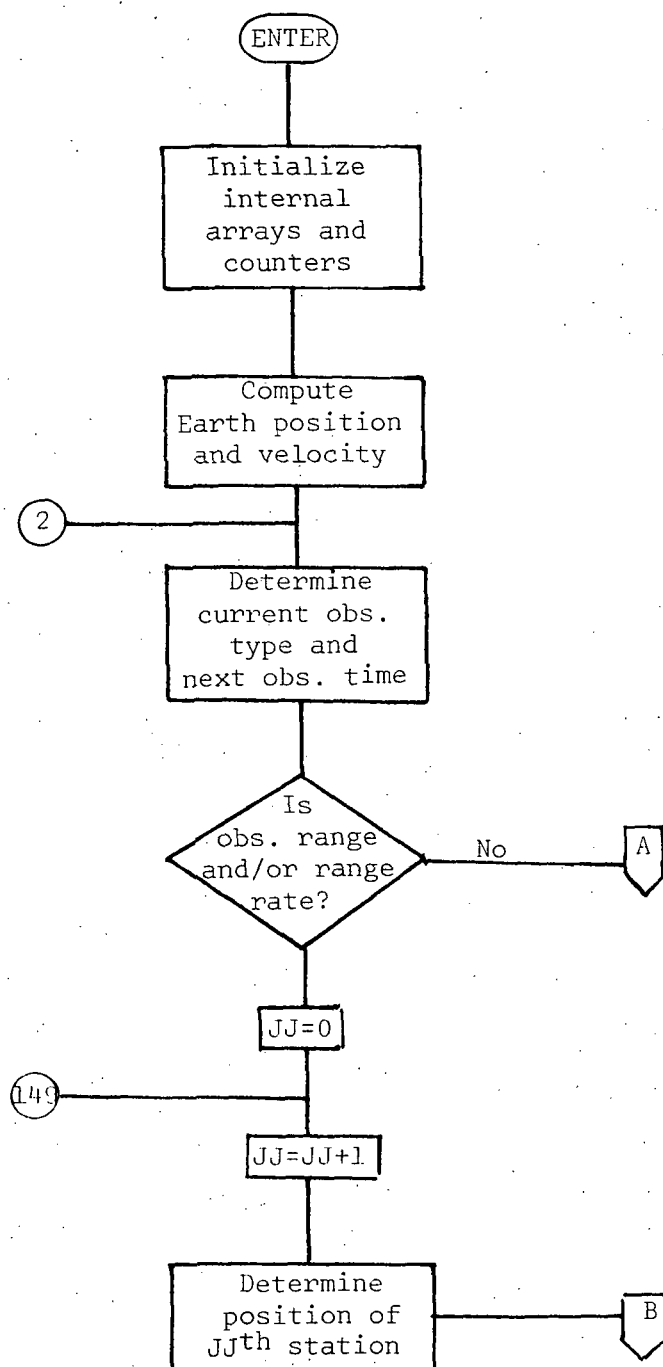 ENTER
Initialize
internal
arrays and
counters
Compute
Earth position
and velocity
2
Determine
current obs.
type and
next obs. time
Is
obs. range
and/or range
rate?
No
A
JJ=0
149
JJ=JJ+1
Determine
position of
JJth station
B